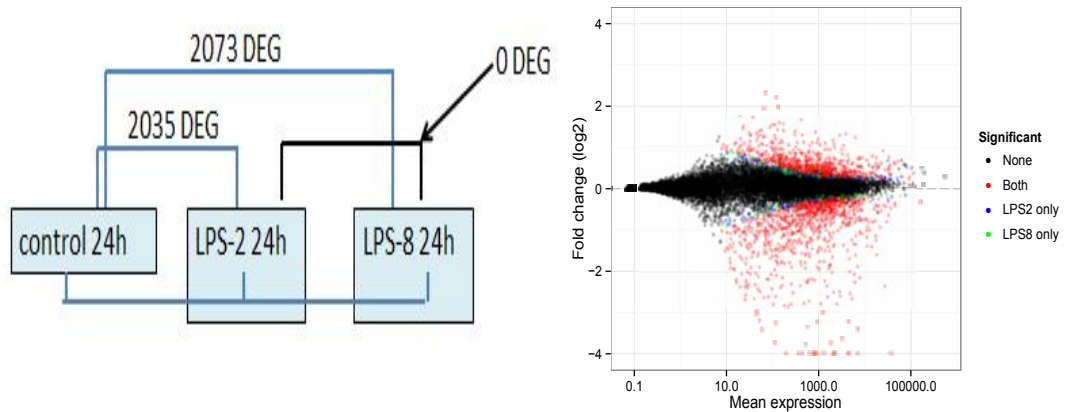 2073 DEG
0 DEG
2035 DEG
control 24h
LPS-2 24h
LPS-8 24h
4
2
0
−2
−4
Fold change (log2)
0.1
10.0
1000.0
100000.0
Mean expression
Significant
None
Both
LPS2 only
LPS8 only